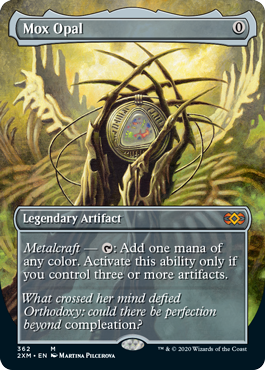 Mox Opal 0
Legendary Artifact
Metalcraft — : Add one mana of
any color. Activate this ability only if
you control three or more artifacts.
What crossed her mind defied
Orthodoxy: could there be perfection
beyond compleation?
362 M
2XM • EN MARTINA PILCEROVA
™ & © 2020 Wizards of the Coast